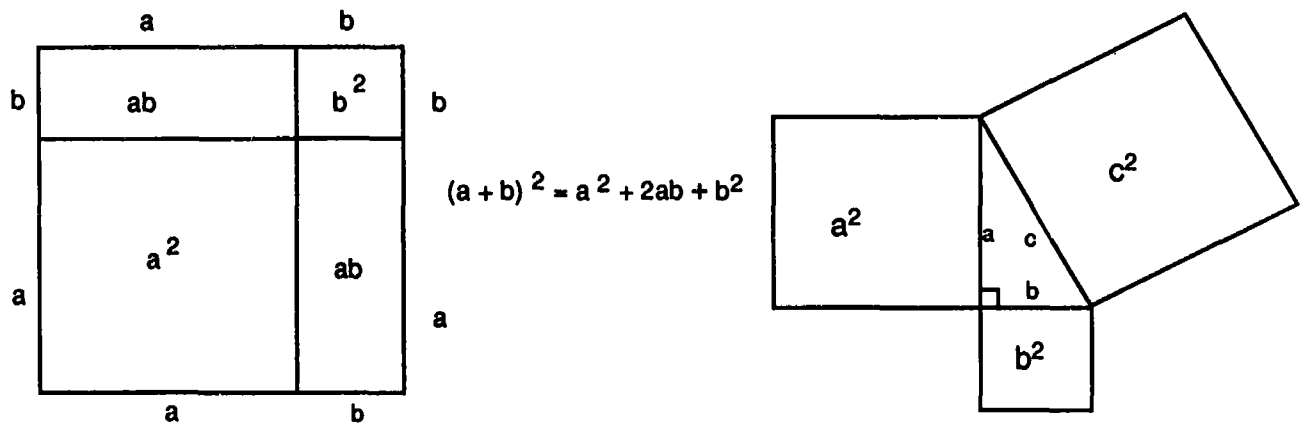 a b
b ab b² b
(a + b)² = a² + 2ab + b²
a a² ab a
a b
c²
a²
a c
b
b²